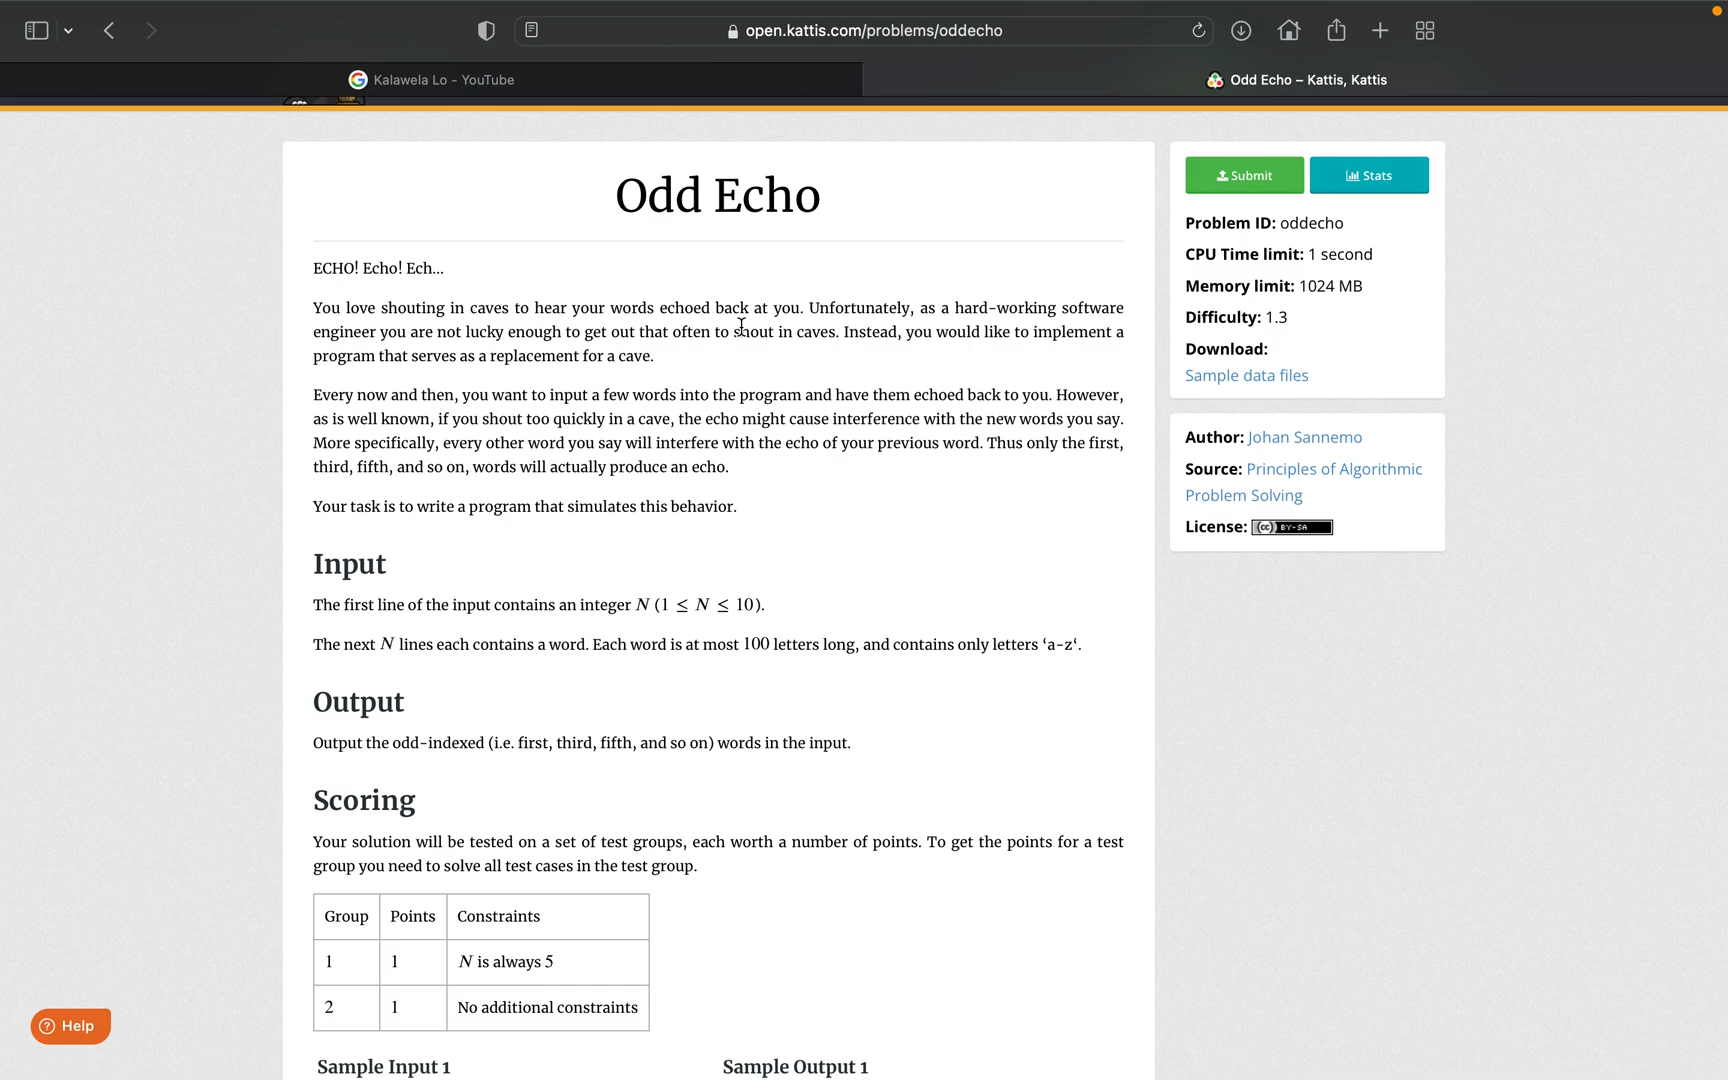 open.kattis.com/problems/oddecho
Kalawela Lo - YouTube
Odd Echo – Kattis, Kattis
Odd Echo
ECHO! Echo! Ech...
You love shouting in caves to hear your words echoed back at you. Unfortunately, as a hard-working software
engineer you are not lucky enough to get out that often to shout in caves. Instead, you would like to implement a
program that serves as a replacement for a cave.
Every now and then, you want to input a few words into the program and have them echoed back to you. However,
as is well known, if you shout too quickly in a cave, the echo might cause interference with the new words you say.
More specifically, every other word you say will interfere with the echo of your previous word. Thus only the first,
third, fifth, and so on, words will actually produce an echo.
Your task is to write a program that simulates this behavior.
Input
The first line of the input contains an integer N (1 ≤ N ≤ 10).
The next N lines each contains a word. Each word is at most 100 letters long, and contains only letters ‘a-z‘.
Output
Output the odd-indexed (i.e. first, third, fifth, and so on) words in the input.
Scoring
Your solution will be tested on a set of test groups, each worth a number of points. To get the points for a test
group you need to solve all test cases in the test group.
Group Points Constraints
1 1 N is always 5
2 1 No additional constraints
Sample Input 1 Sample Output 1
Submit Stats
Problem ID: oddecho
CPU Time limit: 1 second
Memory limit: 1024 MB
Difficulty: 1.3
Download:
Sample data files
Author: Johan Sannemo
Source: Principles of Algorithmic
Problem Solving
License: (cc) BY-SA
Help